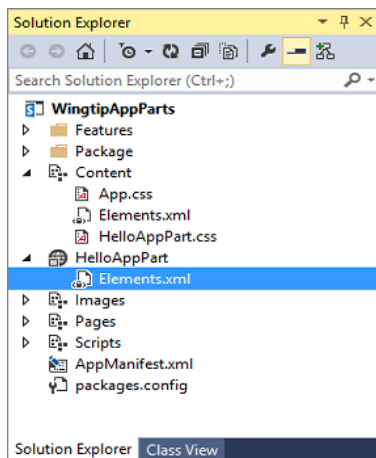 Solution Explorer
Search Solution Explorer (Ctrl+;)
WingtipAppParts
Features
Package
Content
App.css
Elements.xml
HelloAppPart.css
HelloAppPart
Elements.xml
Images
Pages
Scripts
AppManifest.xml
packages.config
Solution Explorer Class View